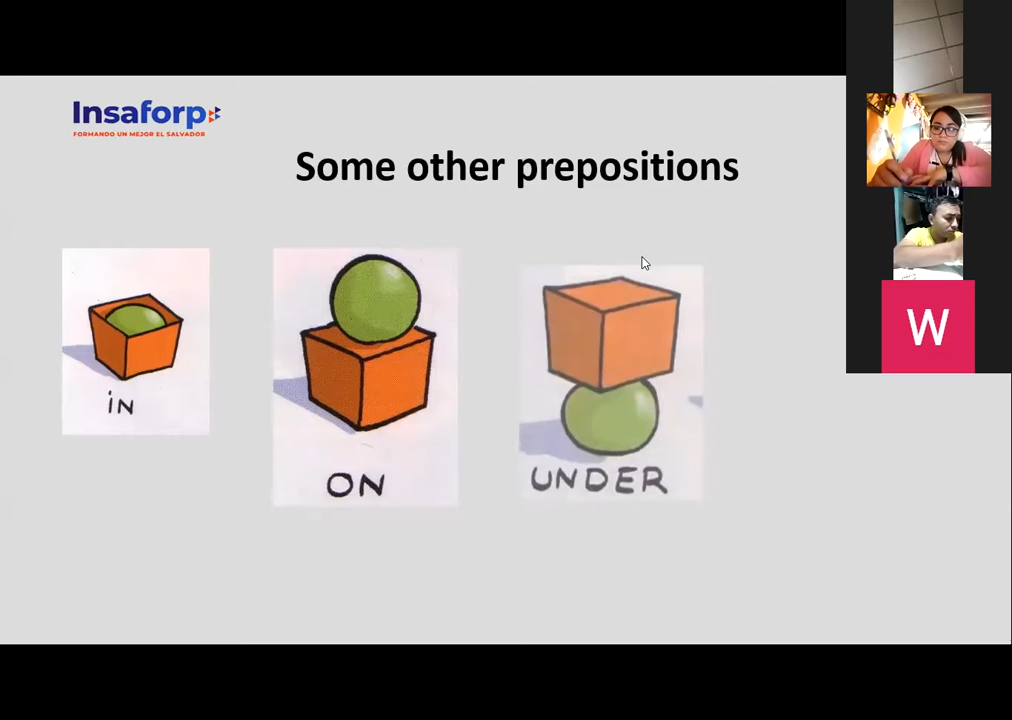 Insaforp
FORMANDO UN MEJOR EL SALVADOR
Some other prepositions
iN
ON
UNDER
W